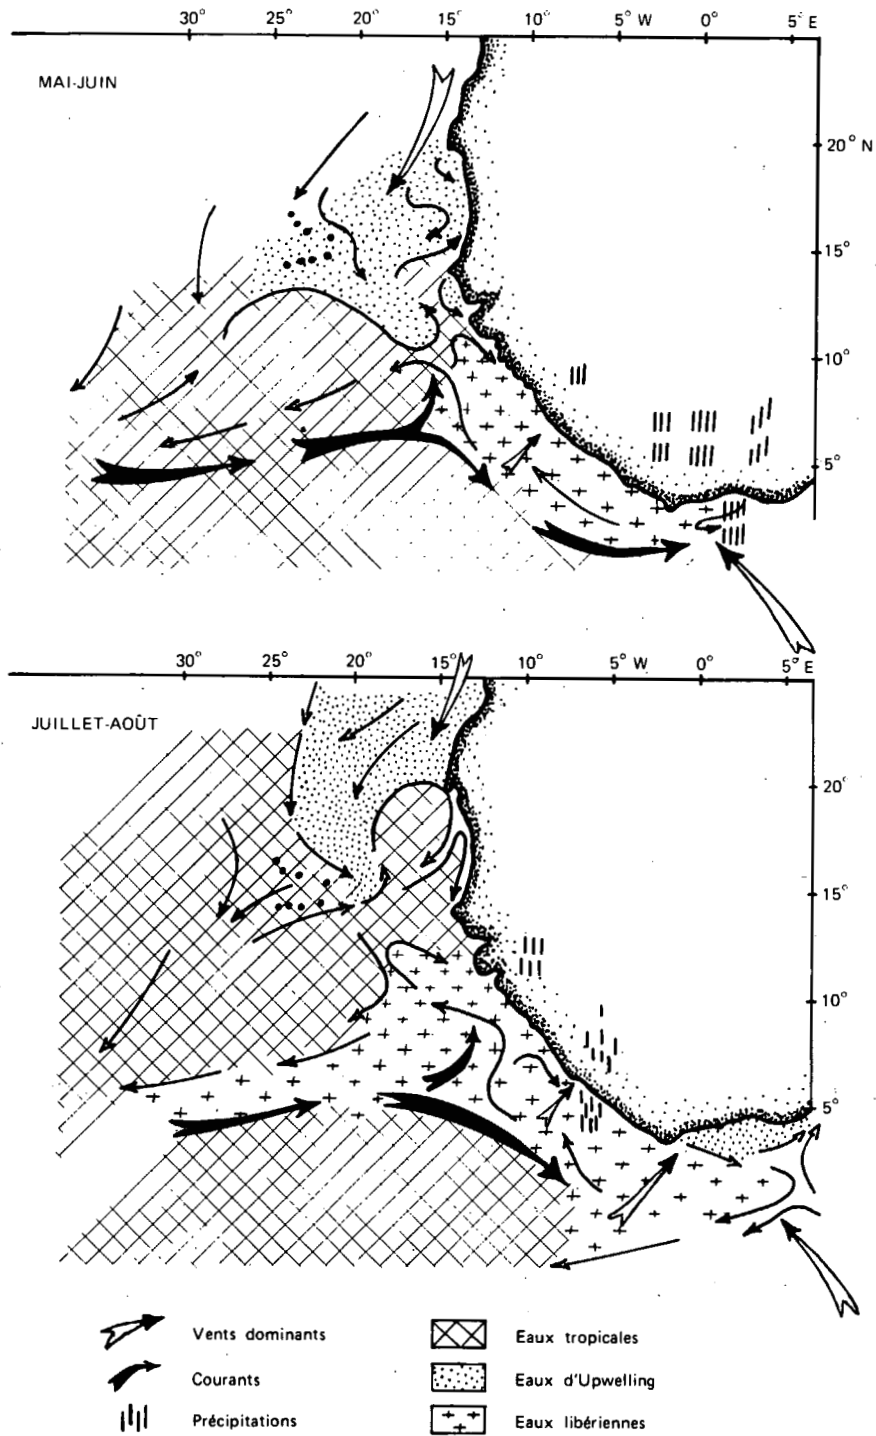 30° 25° 20° 15° 10° 5° W 0° 5° E
MAI-JUIN
20° N
15°
10°
5°
30° 25° 20° 15° 10° 5° W 0° 5° E
JUILLET-AOÛT
20°
15°
10°
5°
Vents dominants
Eaux tropicales
Courants
Eaux d'Upwelling
Précipitations
Eaux libériennes